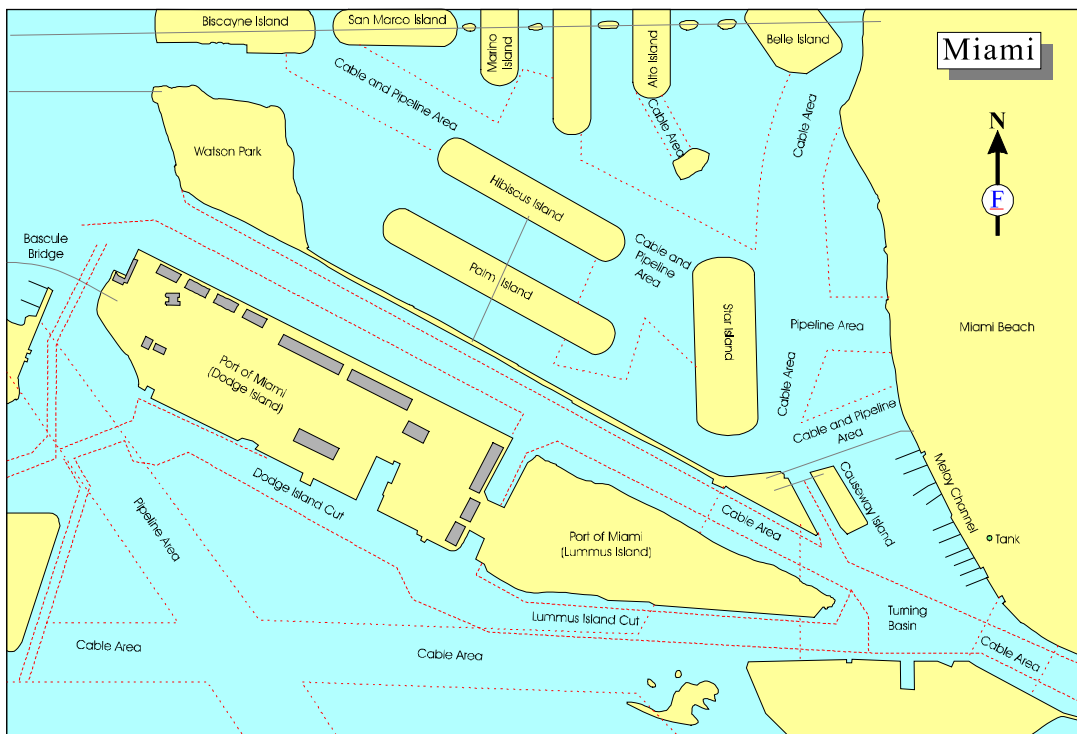 Biscayne Island
San Marco Island
Marino
Island
Alto Island
Belle Island
Miami
Cable and Pipeline Area
Cable Area
Cable Area
N
F
Watson Park
Hibiscus Island
Bascule
Bridge
Cable and
Pipeline
Area
Palm Island
Star Island
Pipeline Area
Miami Beach
Cable Area
Port of Miami
(Dodge Island)
Cable and Pipeline
Area
Dodge Island Cut
Causeway Island
Meloy Channel
Pipeline Area
Cable Area
Port of Miami
(Lummus Island)
Tank
Lummus Island Cut
Turning
Basin
Cable Area
Cable Area
Cable Area